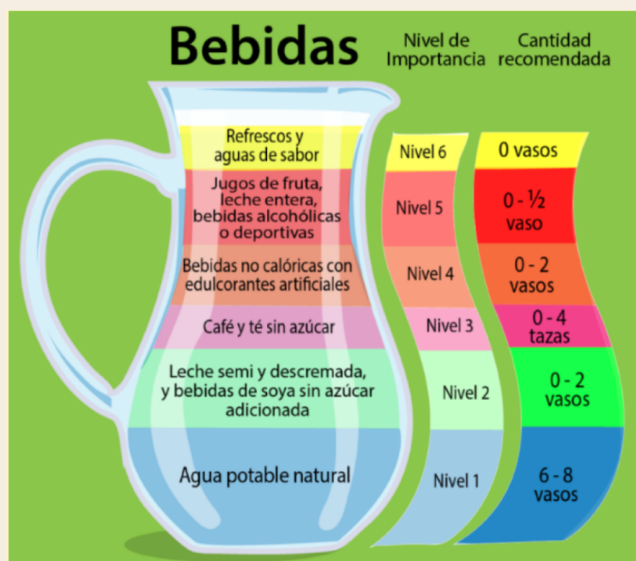 Bebidas
Nivel de
Importancia
Cantidad
recomendada
Refrescos y
aguas de sabor
Nivel 6
0 vasos
Jugos de fruta,
leche entera,
bebidas alcohólicas
o deportivas
Nivel 5
0 - ½
vaso
Bebidas no calóricas con
edulcorantes artificiales
Nivel 4
0 - 2
vasos
Café y té sin azúcar
Nivel 3
0 - 4
tazas
Leche semi y descremada,
y bebidas de soya sin azúcar
adicionada
Nivel 2
0 - 2
vasos
Agua potable natural
Nivel 1
6 - 8
vasos